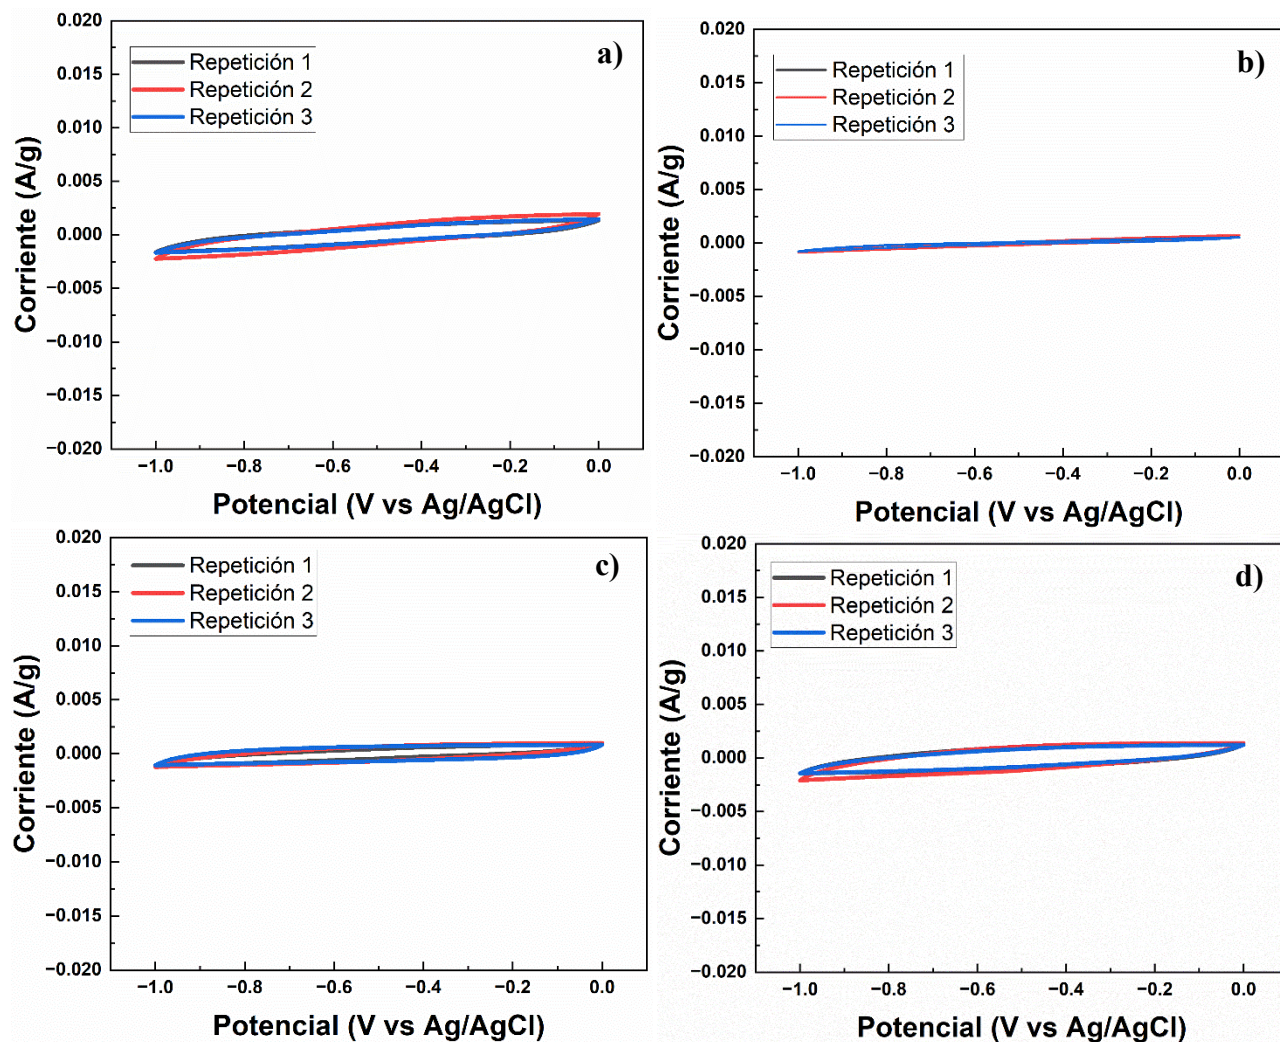 a)
Repetición 1
Repetición 2
Repetición 3
Corriente (A/g)
0.020
0.015
0.010
0.005
0.000
−0.005
−0.010
−0.015
−0.020
−1.0 −0.8 −0.6 −0.4 −0.2 0.0
Potencial (V vs Ag/AgCl)
b)
Repetición 1
Repetición 2
Repetición 3
Corriente (A/g)
0.020
0.015
0.010
0.005
0.000
−0.005
−0.010
−0.015
−0.020
−1.0 −0.8 −0.6 −0.4 −0.2 0.0
Potencial (V vs Ag/AgCl)
c)
Repetición 1
Repetición 2
Repetición 3
Corriente (A/g)
0.020
0.015
0.010
0.005
0.000
−0.005
−0.010
−0.015
−0.020
−1.0 −0.8 −0.6 −0.4 −0.2 0.0
Potencial (V vs Ag/AgCl)
d)
Repetición 1
Repetición 2
Repetición 3
Corriente (A/g)
0.020
0.015
0.010
0.005
0.000
−0.005
−0.010
−0.015
−0.020
−1.0 −0.8 −0.6 −0.4 −0.2 0.0
Potencial (V vs Ag/AgCl)